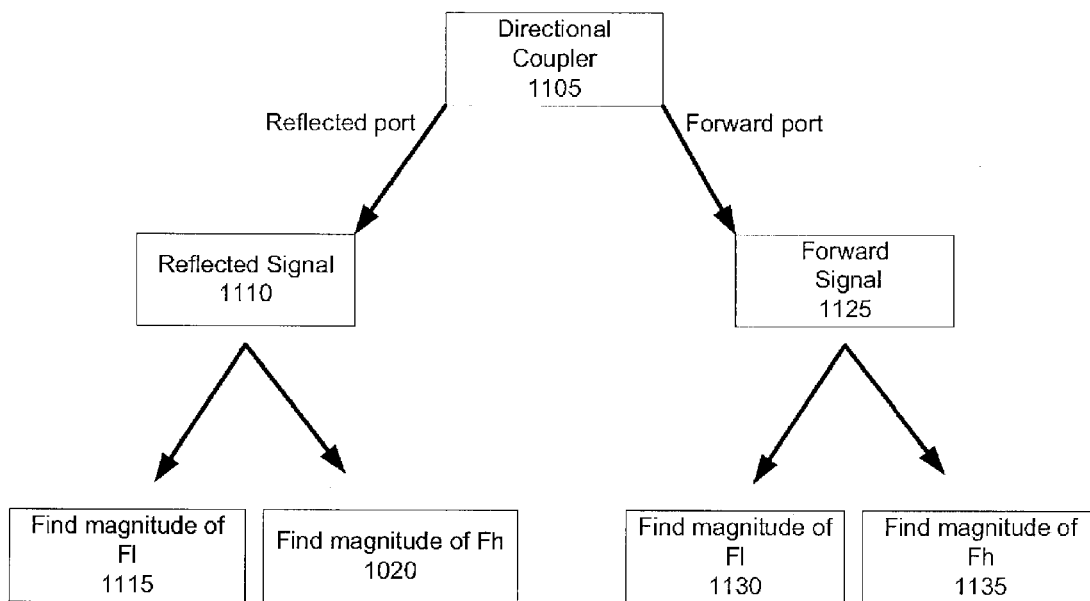 Directional
Coupler
1105
Reflected port
Forward port
Reflected Signal
1110
Forward
Signal
1125
Find magnitude of
Fl
1115
Find magnitude of Fh
1020
Find magnitude of
Fl
1130
Find magnitude of
Fh
1135